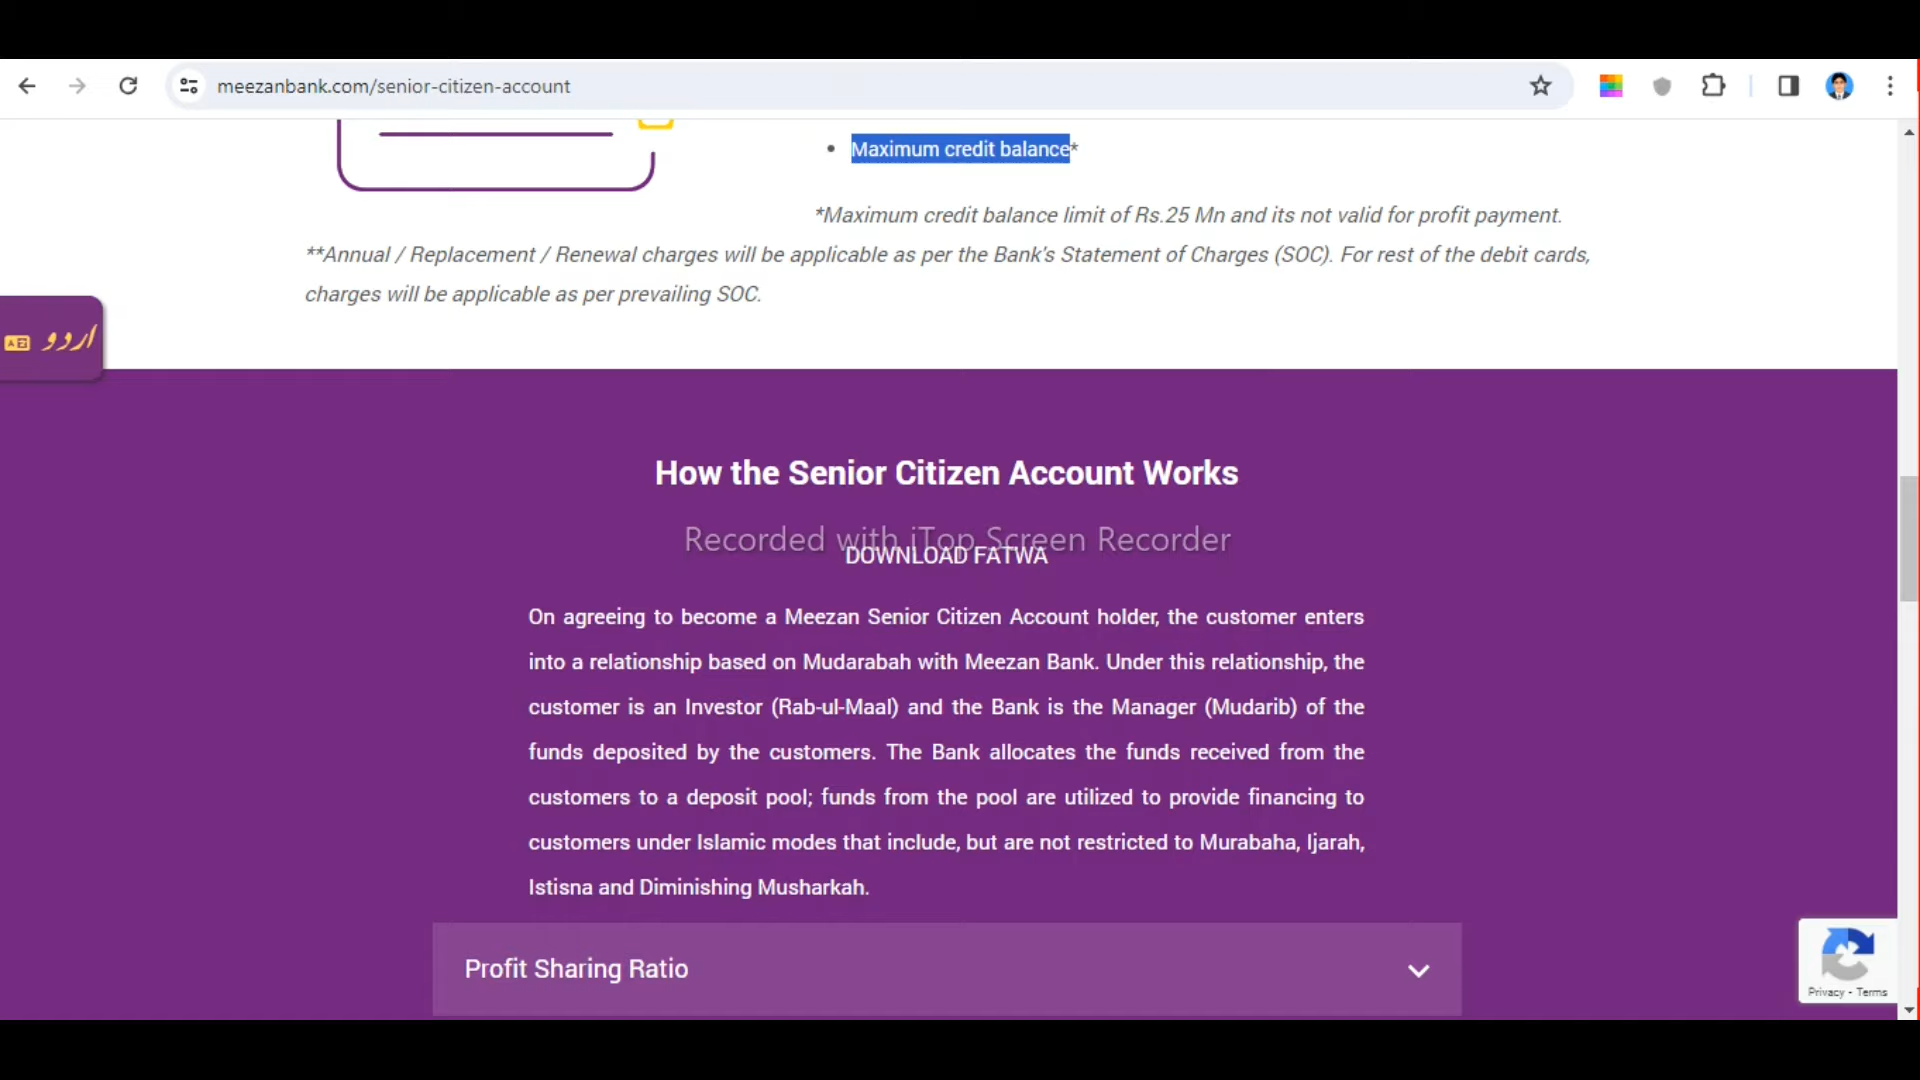 meezanbank.com/senior-citizen-account
• Maximum credit balance*
*Maximum credit balance limit of Rs.25 Mn and its not valid for profit payment.
**Annual / Replacement / Renewal charges will be applicable as per the Bank's Statement of Charges (SOC). For rest of the debit cards,
charges will be applicable as per prevailing SOC.
اردو
How the Senior Citizen Account Works
Recorded with iTop Screen Recorder
DOWNLOAD FATWA
On agreeing to become a Meezan Senior Citizen Account holder, the customer enters
into a relationship based on Mudarabah with Meezan Bank. Under this relationship, the
customer is an Investor (Rab-ul-Maal) and the Bank is the Manager (Mudarib) of the
funds deposited by the customers. The Bank allocates the funds received from the
customers to a deposit pool; funds from the pool are utilized to provide financing to
customers under Islamic modes that include, but are not restricted to Murabaha, Ijarah,
Istisna and Diminishing Musharkah.
Profit Sharing Ratio
Privacy - Terms